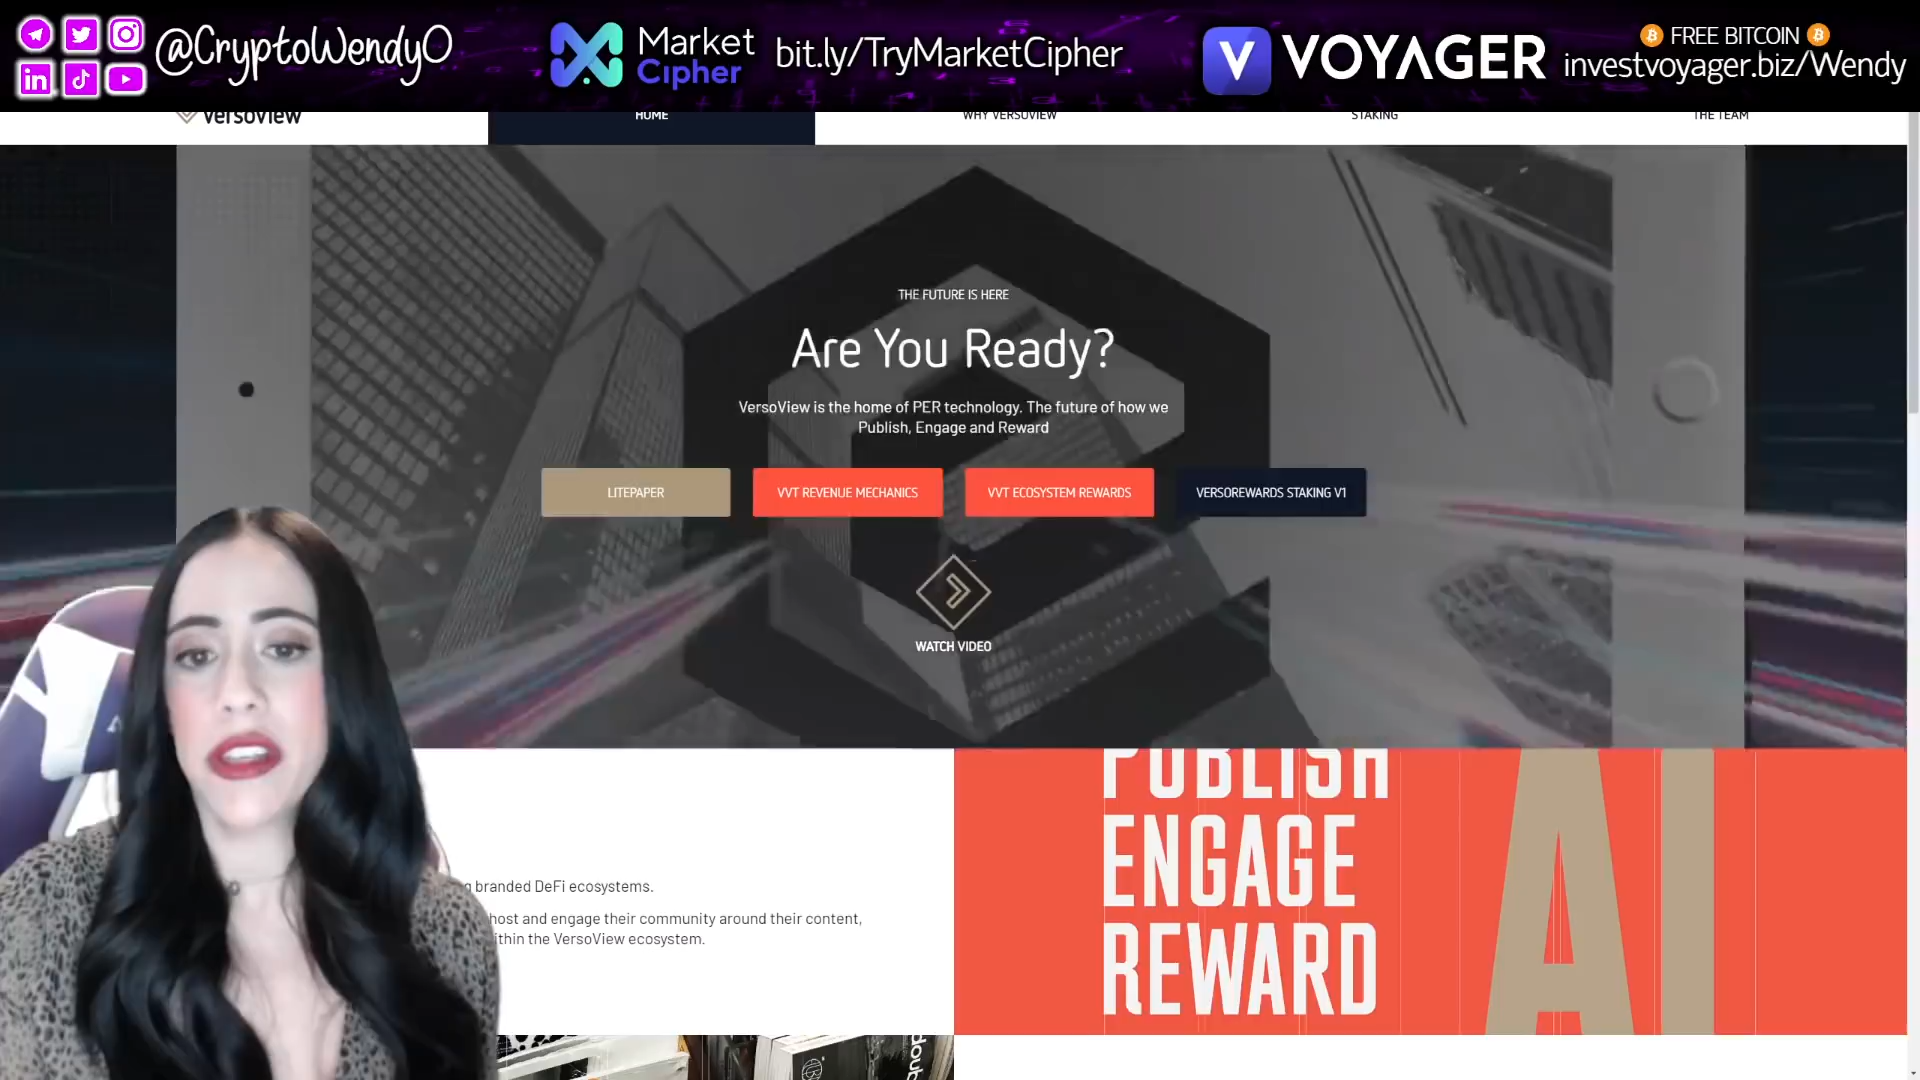 @CryptoWendyO
Market
Cipher
bit.ly/TryMarketCipher
VOYAGER
FREE BITCOIN
investvoyager.biz/Wendy
VersoView
HOME
WHY VERSOVIEW
STAKING
THE TEAM
THE FUTURE IS HERE
Are You Ready?
VersoView is the home of PER technology. The future of how we
Publish, Engage and Reward
LITEPAPER
VVT REVENUE MECHANICS
VVT ECOSYSTEM REWARDS
VERSOREWARDS STAKING V1
WATCH VIDEO
branded DeFi ecosystems.
host and engage their community around their content,
within the VersoView ecosystem.
PUBLISH
ENGAGE
REWARD
AI